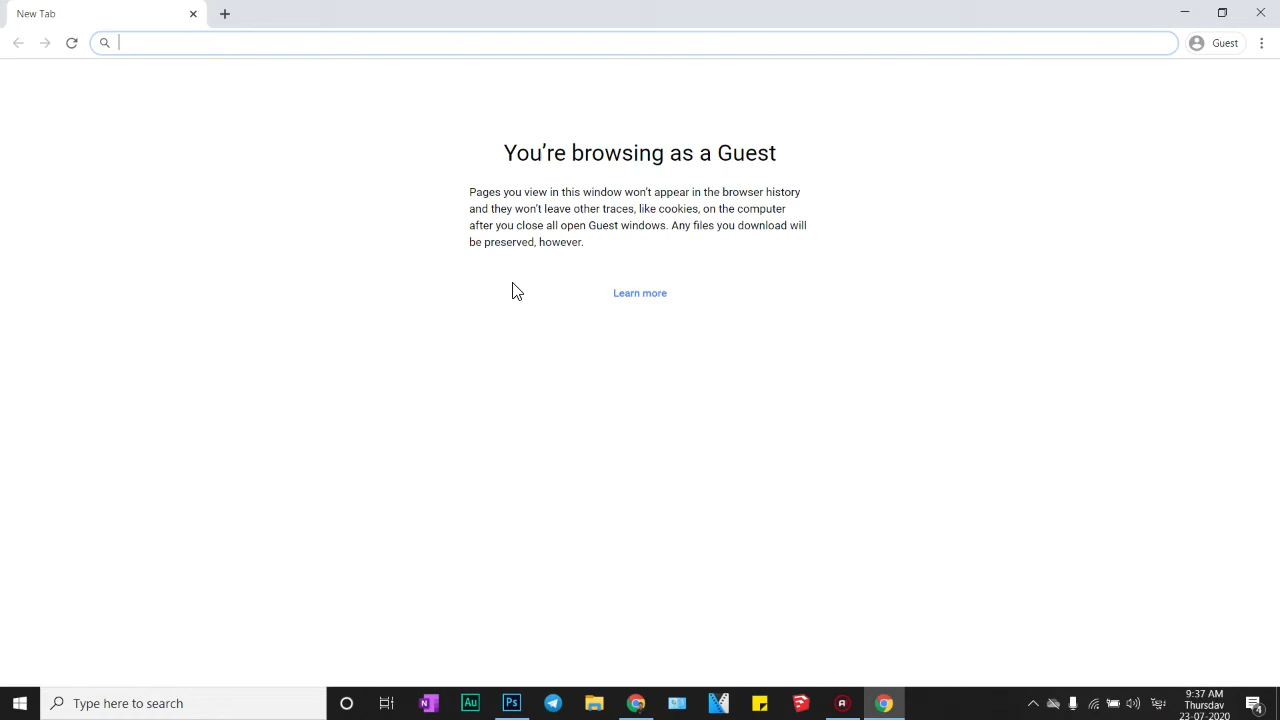 New Tab
Guest
You're browsing as a Guest
Pages you view in this window won't appear in the browser history
and they won't leave other traces, like cookies, on the computer
after you close all open Guest windows. Any files you download will
be preserved, however.
Learn more
Type here to search
N
Au
Ps
A
9:37 AM
Thursday
23-07-2020
4